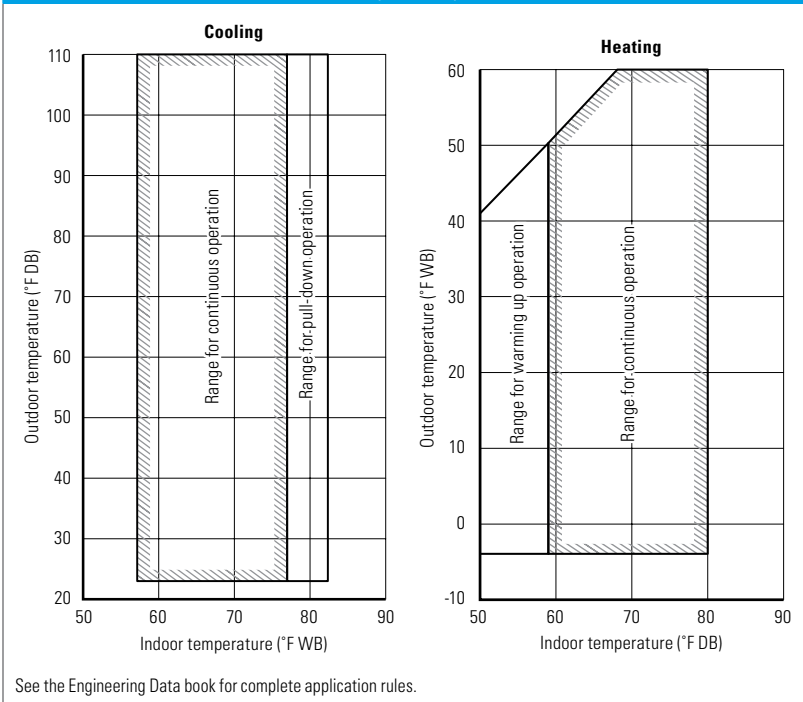 Cooling
110
100
90
80
70
60
50
40
30
20
50
60
70
80
90
Outdoor temperature (°F DB)
Indoor temperature (°F WB)
Range for continuous operation
Range for pull-down operation
Heating
60
50
40
30
20
10
0
-10
50
60
70
80
90
Outdoor temperature (°F WB)
Indoor temperature (°F DB)
Range for warming up operation
Range for continuous operation
See the Engineering Data book for complete application rules.